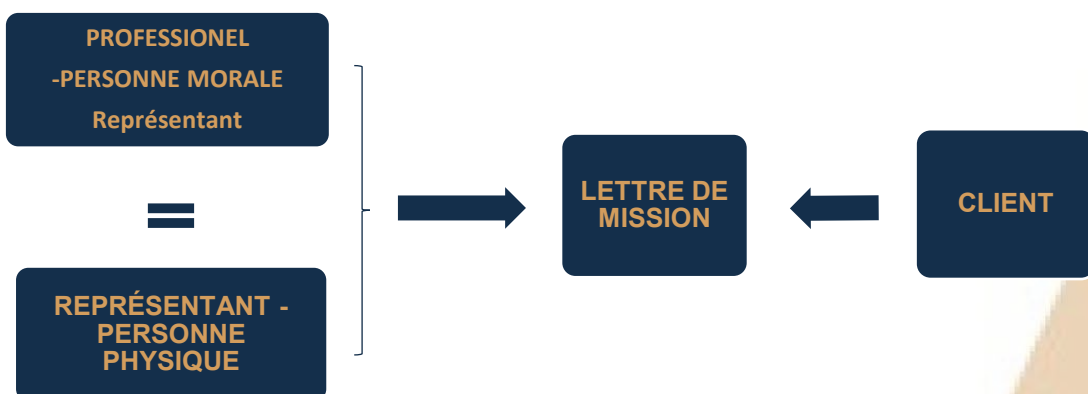 PROFESSIONEL
-PERSONNE MORALE
Représentant
=
REPRÉSENTANT -
PERSONNE
PHYSIQUE
LETTRE DE
MISSION
CLIENT